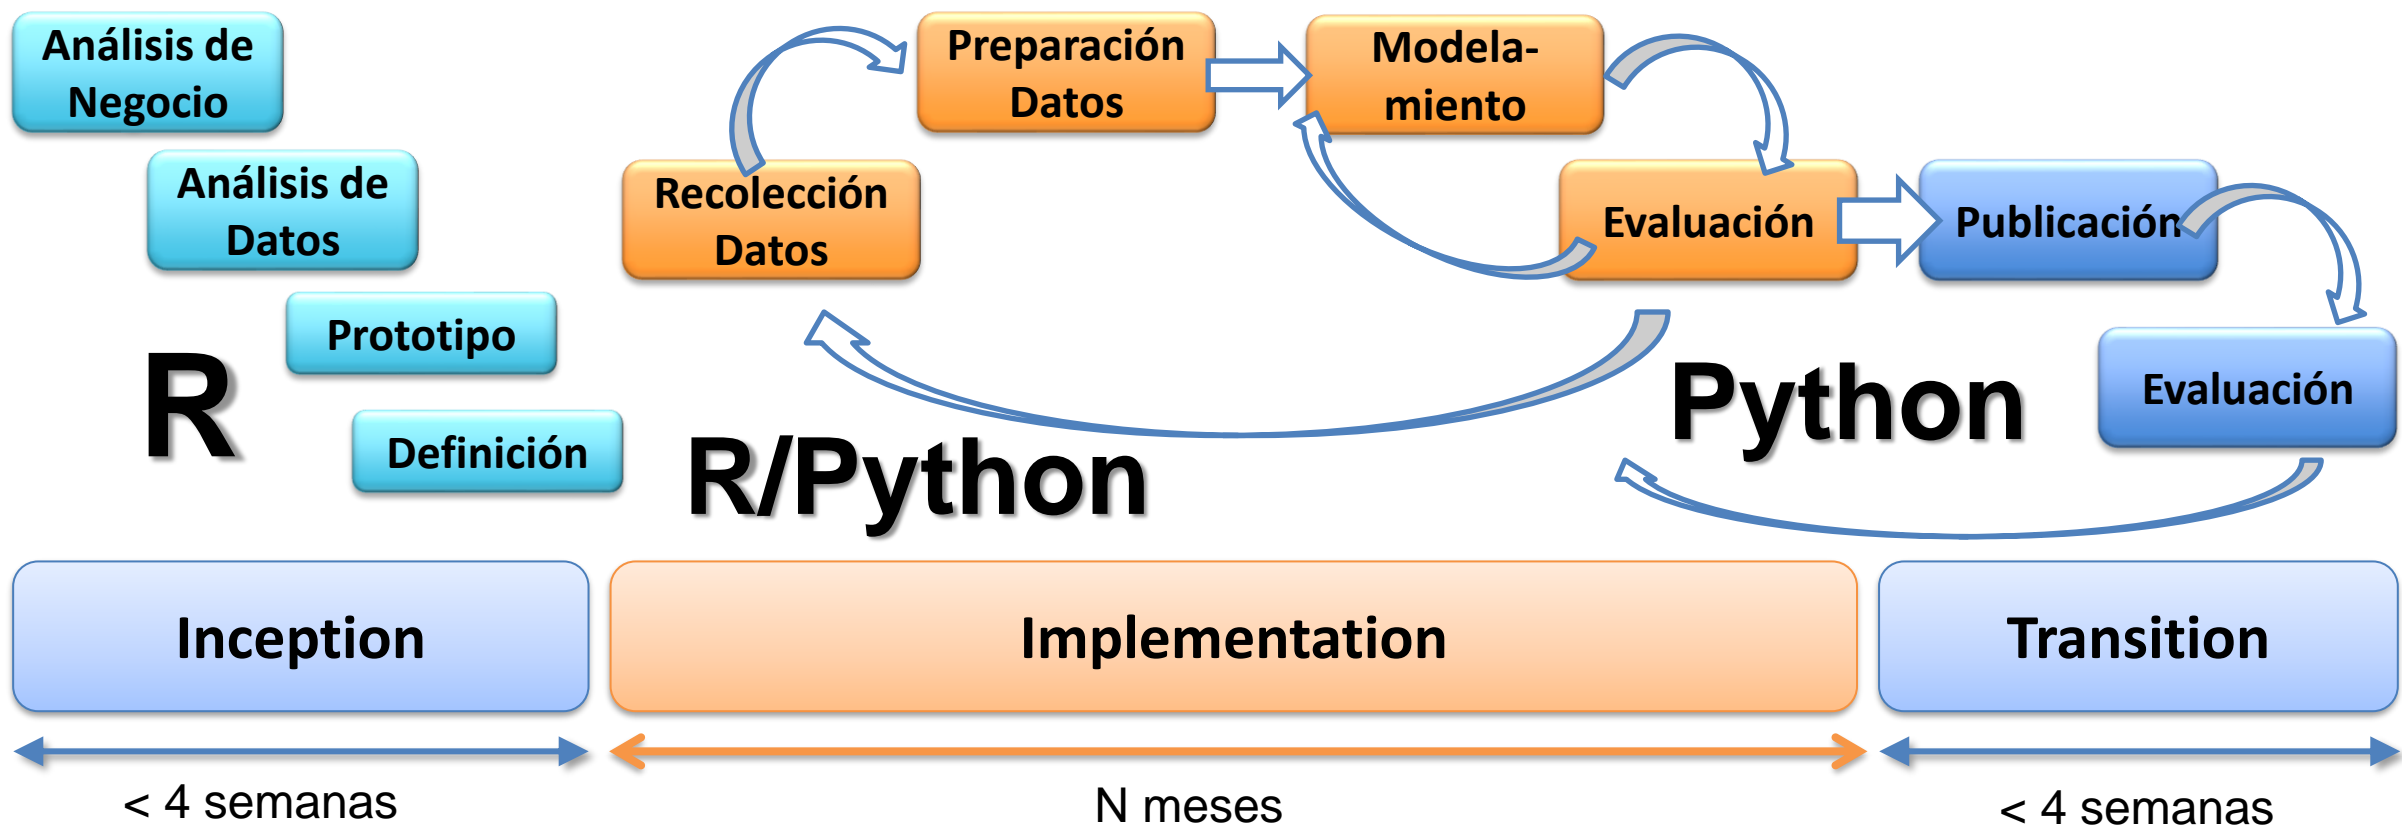 Análisis de
Negocio
Análisis de
Datos
Prototipo
Definición
R
Recolección
Datos
Preparación
Datos
Modela-
miento
Evaluación
R/Python
Publicación
Evaluación
Python
Inception
Implementation
Transition
< 4 semanas
N meses
< 4 semanas